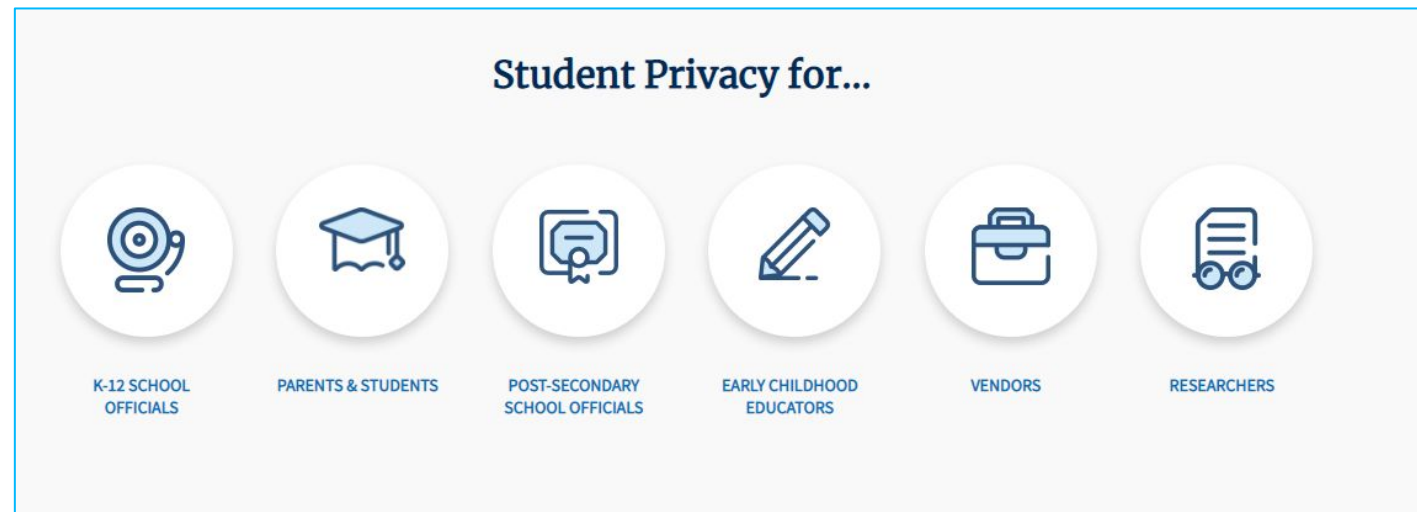 Student Privacy for...
K-12 SCHOOL
OFFICIALS
PARENTS & STUDENTS
POST-SECONDARY
SCHOOL OFFICIALS
EARLY CHILDHOOD
EDUCATORS
VENDORS
RESEARCHERS